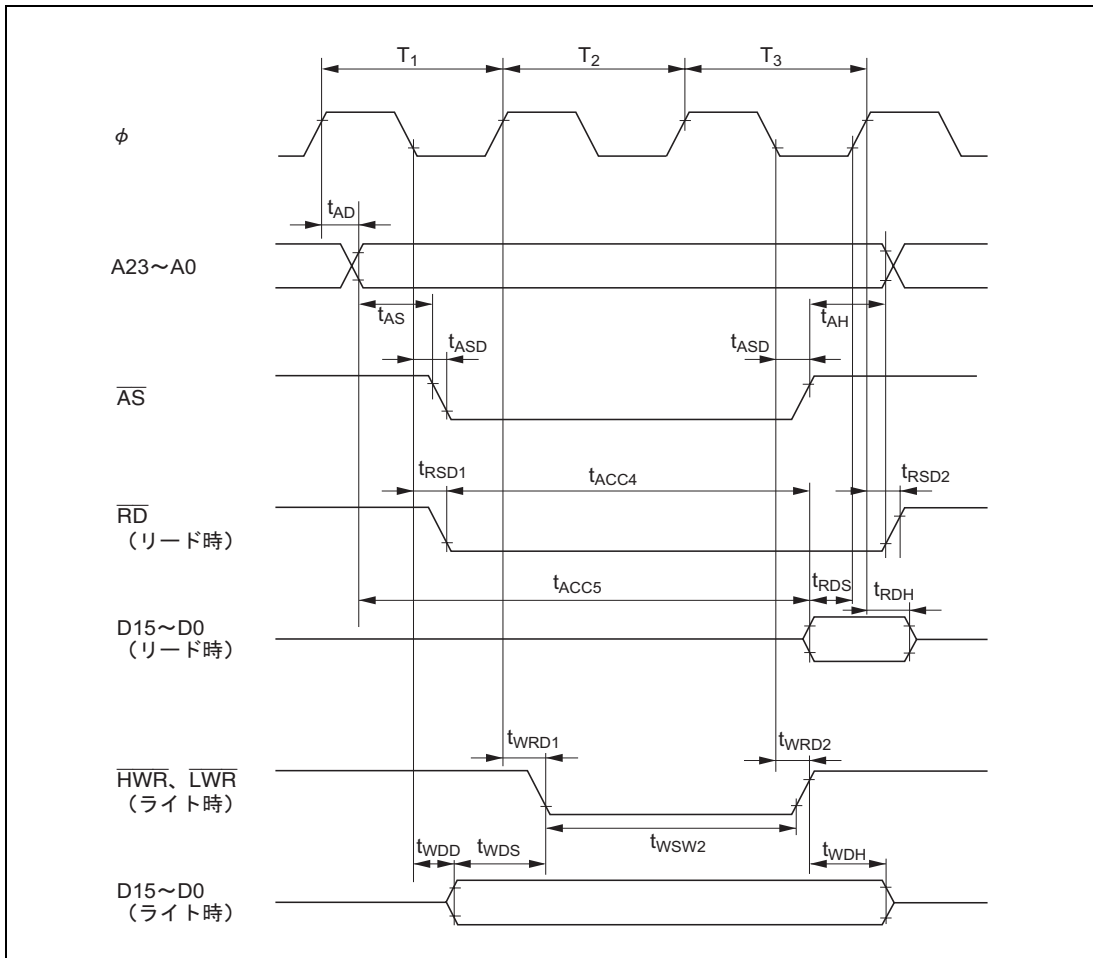 T1 T2 T3
φ
tAD
A23～A0
tAS tAH
tASD tASD
AS
tRSD1 tACC4 tRSD2
RD
（リード時）
tACC5 tRDS tRDH
D15～D0
（リード時）
tWRD1 tWRD2
HWR、LWR
（ライト時）
tWSW2
tWDD tWDS tWDH
D15～D0
（ライト時）